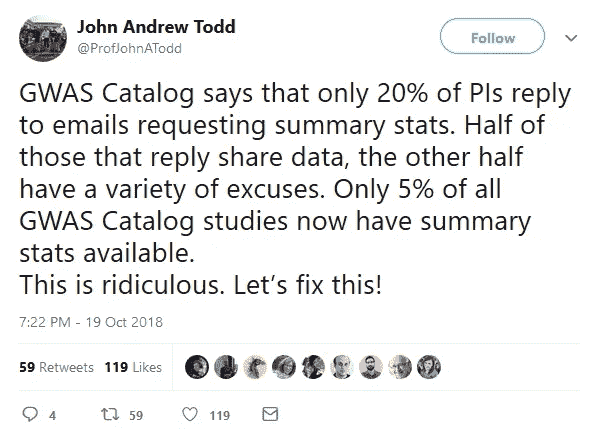 John Andrew Todd
@ProfJohnATodd
Follow
GWAS Catalog says that only 20% of PIs reply
to emails requesting summary stats. Half of
those that reply share data, the other half
have a variety of excuses. Only 5% of all
GWAS Catalog studies now have summary
stats available.
This is ridiculous. Let’s fix this!
7:22 PM - 19 Oct 2018
59 Retweets 119 Likes
4 59 119